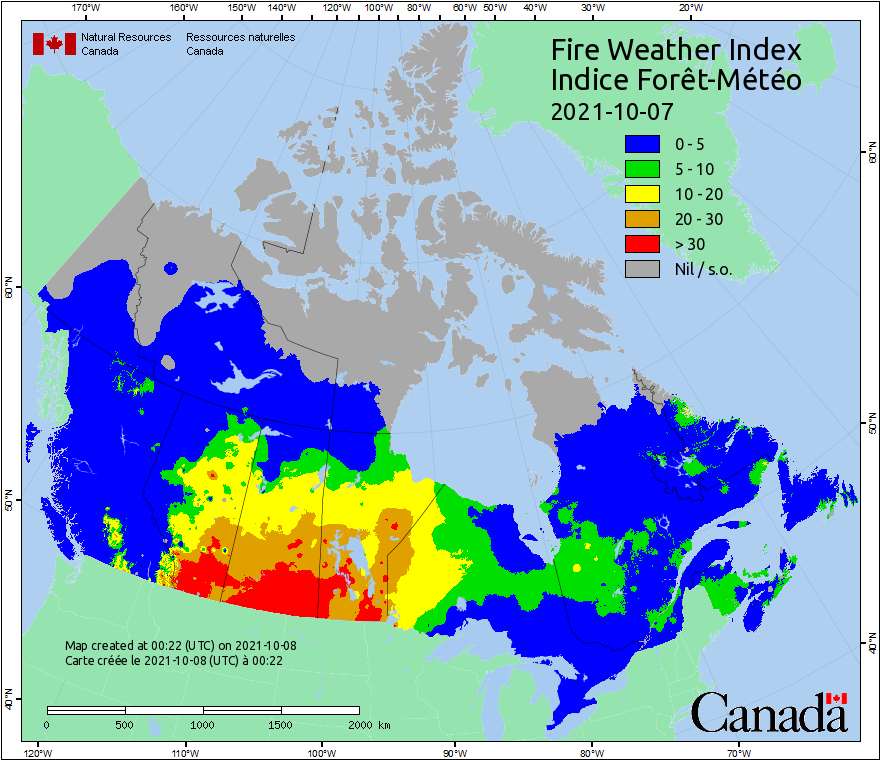 170°W 160°W 150°W 140°W 120°W 100°W 80°W 60°W 50°W 40°W 30°W 20°W
Natural Resources Ressources naturelles
Canada Canada
Fire Weather Index
Indice Forêt-Météo
2021-10-07
0 - 5
5 - 10
10 - 20
20 - 30
> 30
Nil / s.o.
60°N 60°N
50°N 50°N
40°N 40°N
Map created at 00:22 (UTC) on 2021-10-08
Carte créée le 2021-10-08 (UTC) à 00:22
0 500 1000 1500 2000 km
Canada
120°W 110°W 100°W 90°W 80°W 70°W